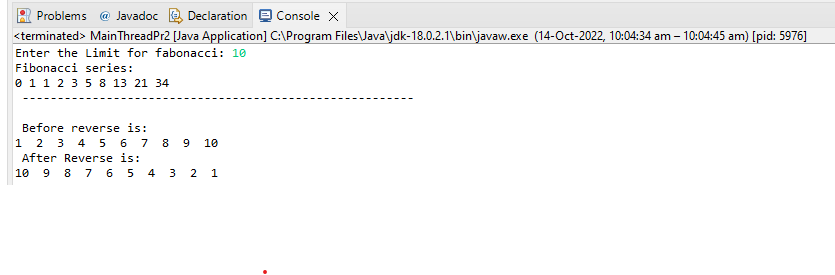 Problems @ Javadoc Declaration Console
<terminated> MainThreadPr2 [Java Application] C:\Program Files\Java\jdk-18.0.2.1\bin\javaw.exe (14-Oct-2022, 10:04:34 am – 10:04:45 am) [pid: 5976]
Enter the Limit for fabonacci: 10
Fibonacci series:
0 1 1 2 3 5 8 13 21 34
--------------------------------------------------------
Before reverse is:
1 2 3 4 5 6 7 8 9 10
After Reverse is:
10 9 8 7 6 5 4 3 2 1